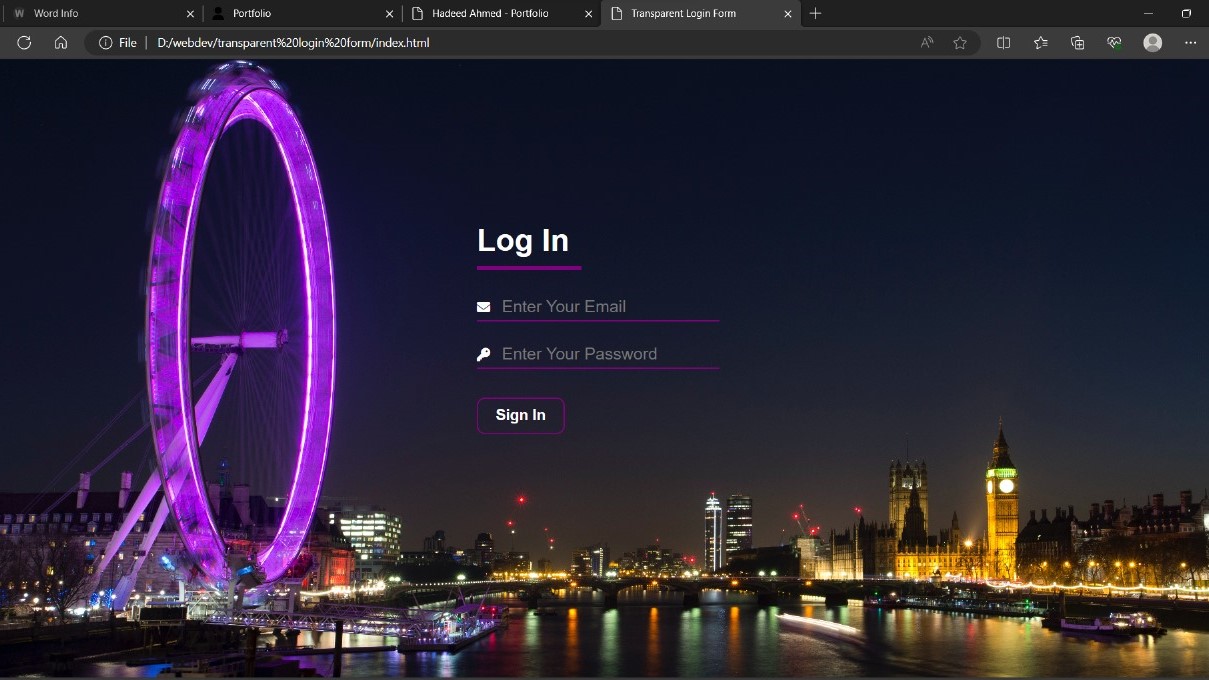 W Word Info
Portfolio
Hadeed Ahmed - Portfolio
Transparent Login Form
File
D:/webdev/transparent%20login%20form/index.html
Log In
Enter Your Email
Enter Your Password
Sign In